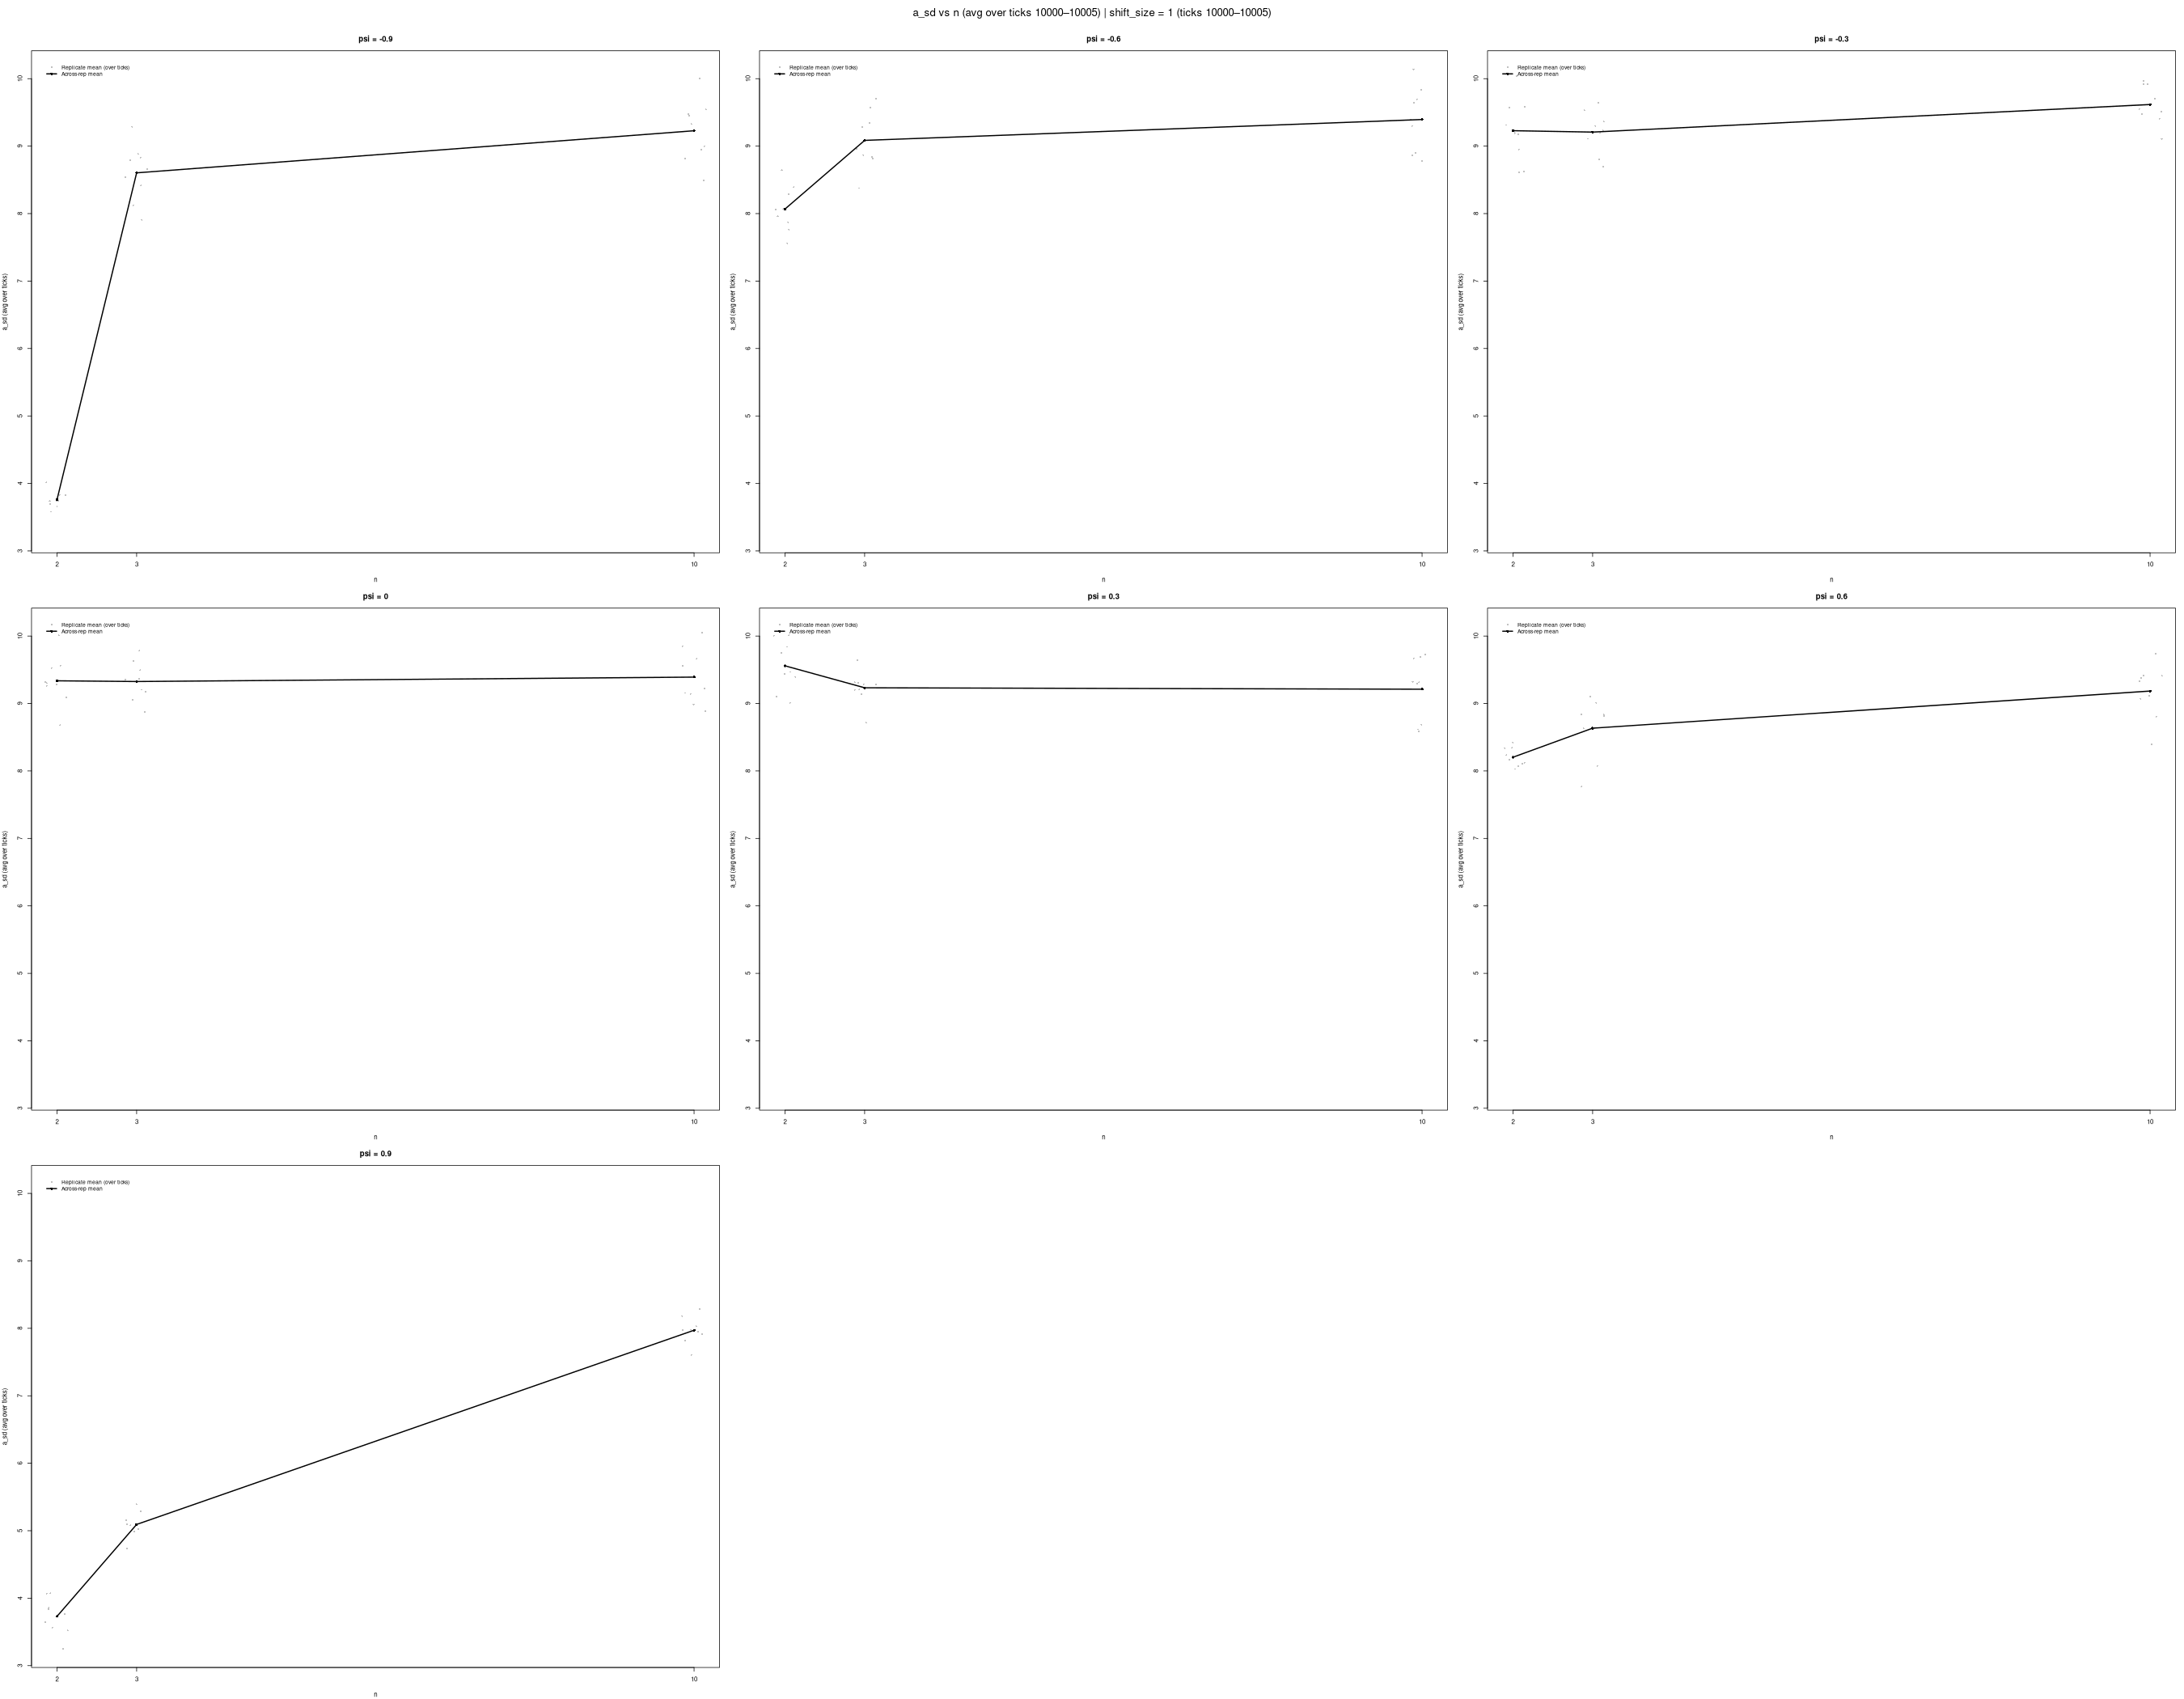 a_sd vs n (avg over ticks 10000–10005) | shift_size = 1 (ticks 10000–10005)
psi = -0.9
Replicate mean (over ticks)
Across-rep mean
a_sd (avg over ticks)
10
9
8
7
6
5
4
3
2 3 10
n
psi = -0.6
Replicate mean (over ticks)
Across-rep mean
a_sd (avg over ticks)
10
9
8
7
6
5
4
3
2 3 10
n
psi = -0.3
Replicate mean (over ticks)
Across-rep mean
a_sd (avg over ticks)
10
9
8
7
6
5
4
3
2 3 10
n
psi = 0
Replicate mean (over ticks)
Across-rep mean
a_sd (avg over ticks)
10
9
8
7
6
5
4
3
2 3 10
n
psi = 0.3
Replicate mean (over ticks)
Across-rep mean
a_sd (avg over ticks)
10
9
8
7
6
5
4
3
2 3 10
n
psi = 0.6
Replicate mean (over ticks)
Across-rep mean
a_sd (avg over ticks)
10
9
8
7
6
5
4
3
2 3 10
n
psi = 0.9
Replicate mean (over ticks)
Across-rep mean
a_sd (avg over ticks)
10
9
8
7
6
5
4
3
2 3 10
n